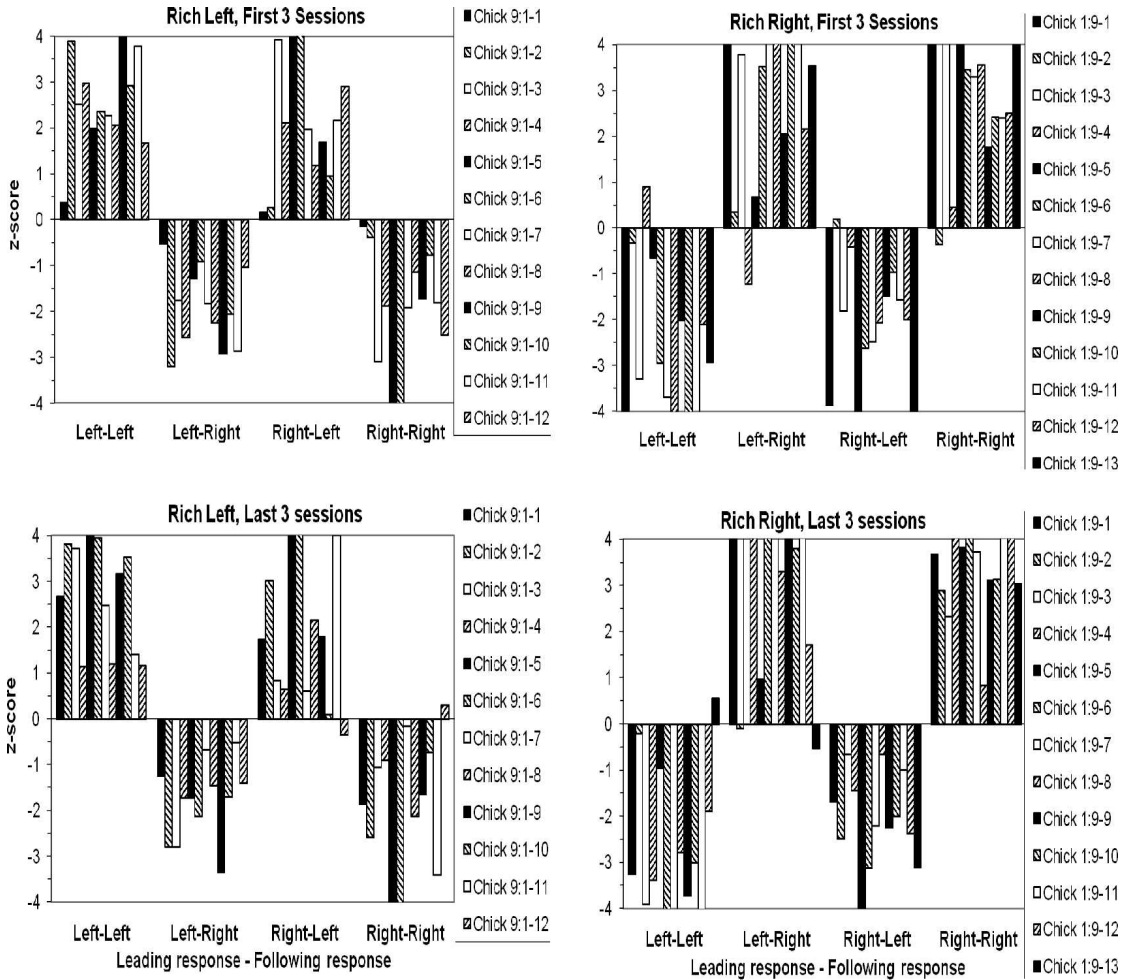 Rich Left, First 3 Sessions
z-score
4
3
2
1
0
-1
-2
-3
-4
Left-Left
Left-Right
Right-Left
Right-Right
Chick 9:1-1
Chick 9:1-2
Chick 9:1-3
Chick 9:1-4
Chick 9:1-5
Chick 9:1-6
Chick 9:1-7
Chick 9:1-8
Chick 9:1-9
Chick 9:1-10
Chick 9:1-11
Chick 9:1-12
Rich Right, First 3 Sessions
4
3
2
1
0
-1
-2
-3
-4
Left-Left
Left-Right
Right-Left
Right-Right
Chick 1:9-1
Chick 1:9-2
Chick 1:9-3
Chick 1:9-4
Chick 1:9-5
Chick 1:9-6
Chick 1:9-7
Chick 1:9-8
Chick 1:9-9
Chick 1:9-10
Chick 1:9-11
Chick 1:9-12
Chick 1:9-13
Rich Left, Last 3 sessions
z-score
4
3
2
1
0
-1
-2
-3
-4
Left-Left
Left-Right
Right-Left
Right-Right
Leading response - Following response
Chick 9:1-1
Chick 9:1-2
Chick 9:1-3
Chick 9:1-4
Chick 9:1-5
Chick 9:1-6
Chick 9:1-7
Chick 9:1-8
Chick 9:1-9
Chick 9:1-10
Chick 9:1-11
Chick 9:1-12
Rich Right, Last 3 sessions
4
3
2
1
0
-1
-2
-3
-4
Left-Left
Left-Right
Right-Left
Right-Right
Leading response - Following response
Chick 1:9-1
Chick 1:9-2
Chick 1:9-3
Chick 1:9-4
Chick 1:9-5
Chick 1:9-6
Chick 1:9-7
Chick 1:9-8
Chick 1:9-9
Chick 1:9-10
Chick 1:9-11
Chick 1:9-12
Chick 1:9-13